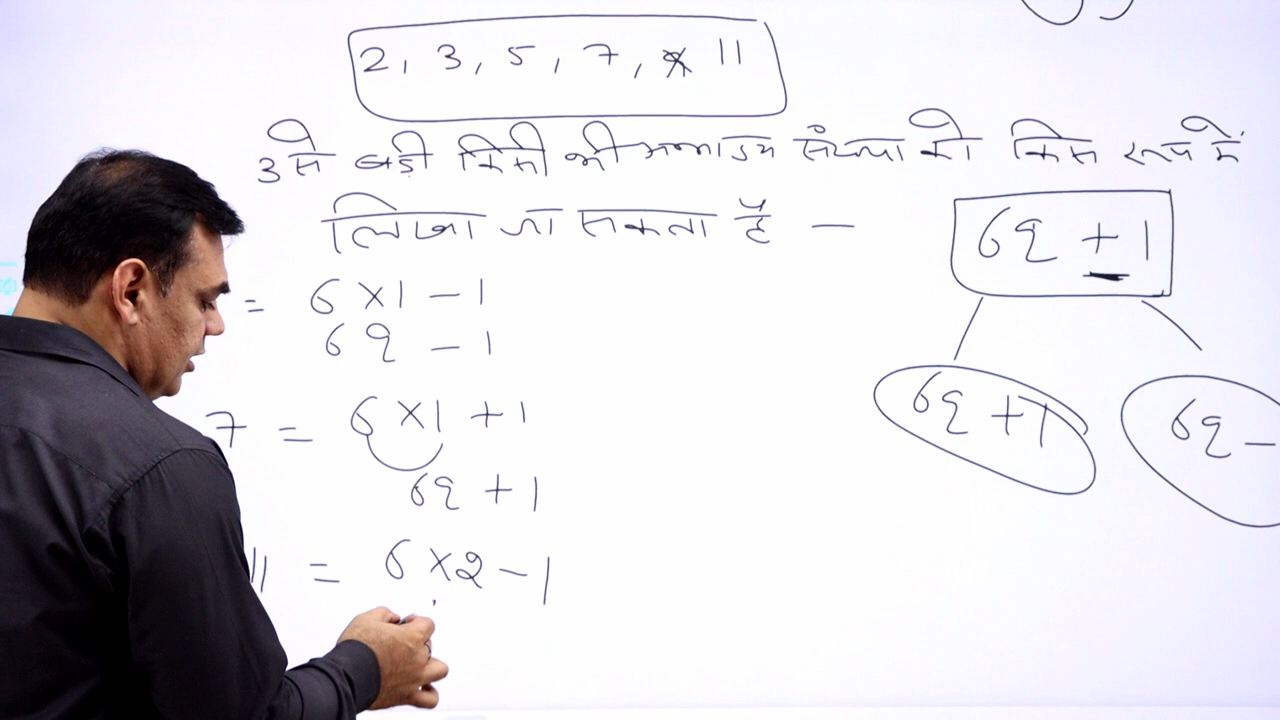 2, 3, 5, 7, 9 11
3 से बड़ी किसी भी अभाज्य संख्या को किस रूप में
लिखा जा सकता है — 6q ± 1
= 6 × 1 − 1
6q − 1
6q + 1 6q −
7 = 6 × 1 + 1
6q + 1
11 = 6 × 2 − 1